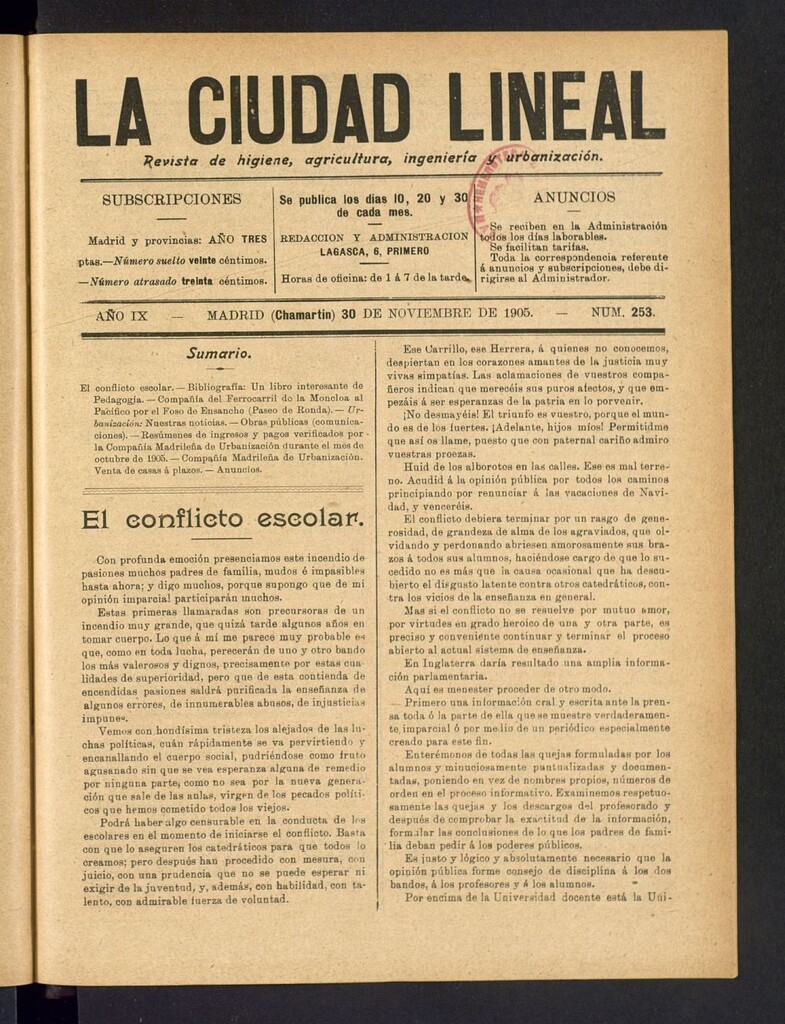 LA CIUDAD LINEAL
Revista de higiene, agricultura, ingeniería y urbanización.
SUBSCRIPCIONES
Madrid y provincias: AÑO TRES
ptas.—Número suelto veinte céntimos.
—Número atrasado treinta céntimos.
Se publica los días 10, 20 y 30
de cada mes.
REDACCION Y ADMINISTRACION
LAGASCA, 6, PRIMERO
Horas de oficina: de 1 á 7 de la tarde.
ANUNCIOS
Se reciben en la Administración
todos los días laborables.
Se facilitan tarifas.
Toda la correspondencia referente
á anuncios y subscripciones, debe di-
rigirse al Administrador.
AÑO IX — MADRID (Chamartín) 30 DE NOVIEMBRE DE 1905. — NUM. 253.
Sumario.
El conflicto escolar. — Bibliografía: Un libro interesante de
Pedagogía. — Compañía del Ferrocarril de la Moncloa al
Pacífico por el Foso de Ensanche (Paseo de Ronda). — Ur-
banización: Nuestras noticias. — Obras públicas (comunica-
ciones). — Resúmenes de ingresos y pagos verificados por
la Compañía Madrileña de Urbanización durante el mes de
octubre de 1905. — Compañía Madrileña de Urbanización.
Venta de casas á plazos. — Anuncios.
El conflicto escolar.
Con profunda emoción presenciamos este incendio de
pasiones muchos padres de familia, mudos é impasibles
hasta ahora; y digo muchos, porque supongo que de mi
opinión imparcial participarán muchos.
Estas primeras llamaradas son precursoras de un
incendio muy grande, que quizá tarde algunos años en
tomar cuerpo. Lo que á mí me parece muy probable es
que, como en toda lucha, perecerán de uno y otro bando
los más valerosos y dignos, precisamente por estas cua-
lidades de superioridad, pero que de esta contienda de
encendidas pasiones saldrá purificada la enseñanza de
algunos errores, de innumerables abusos, de injusticias
impunes.
Vemos con hondísima tristeza los alejados de las lu-
chas políticas, cuán rápidamente se va pervirtiendo y
encanallando el cuerpo social, pudriéndose como fruto
agusanado sin que se vea esperanza alguna de remedio
por ninguna parte, como no sea por la nueva genera-
ción que sale de las aulas, virgen de los pecados políti-
cos que hemos cometido todos los viejos.
Podrá haber algo censurable en la conducta de los
escolares en el momento de iniciarse el conflicto. Basta
con que lo aseguren los catedráticos para que todos lo
creamos; pero después han procedido con mesura, con
juicio, con una prudencia que no se puede esperar ni
exigir de la juventud, y, además, con habilidad, con ta-
lento, con admirable fuerza de voluntad.
Ese Carrillo, ese Herrera, á quienes no conocemos,
despiertan en los corazones amantes de la justicia muy
vivas simpatías. Las aclamaciones de vuestros compa-
ñeros indican que merecéis sus puros afectos, y que em-
pezáis á ser esperanzas de la patria en lo porvenir.
¡No desmayéis! El triunfo es vuestro, porque el mun-
do es de los fuertes. ¡Adelante, hijos míos! Permitidme
que así os llame, puesto que con paternal cariño admiro
vuestras proezas.
Huid de los alborotos en las calles. Ese es mal terre-
no. Acudid á la opinión pública por todos los caminos
principiando por renunciar á las vacaciones de Navi-
dad, y venceréis.
El conflicto debiera terminar por un rasgo de gene-
rosidad, de grandeza de alma de los agraviados, que ol-
vidando y perdonando abriesen amorosamente sus bra-
zos á todos sus alumnos, haciéndose cargo de que lo su-
cedido no es más que la causa ocasional que ha descu-
bierto el disgusto latente contra otros catedráticos, con-
tra los vicios de la enseñanza en general.
Mas si el conflicto no se resuelve por mutuo amor,
por virtudes en grado heroico de una y otra parte, es
preciso y conveniente continuar y terminar el proceso
abierto al actual sistema de enseñanza.
En Inglaterra daría resultado una amplia informa-
ción parlamentaria.
Aquí es menester proceder de otro modo.
Primero una información oral y escrita ante la pren-
sa toda ó la parte de ella que se muestre verdaderamen-
te imparcial ó por medio de un periódico especialmente
creado para este fin.
Enterémonos de todas las quejas formuladas por los
alumnos y minuciosamente puntualizadas y documen-
tadas, poniendo en vez de nombres propios, números de
orden en el proceso informativo. Examinemos respetuo-
samente las quejas y los descargos del profesorado y
después de comprobar la exactitud de la información,
formular las conclusiones de lo que los padres de fami-
lia deban pedir á los poderes públicos.
Es justo y lógico y absolutamente necesario que la
opinión pública forme consejo de disciplina á los dos
bandos, á los profesores y á los alumnos.
Por encima de la Universidad docente está la Uni-